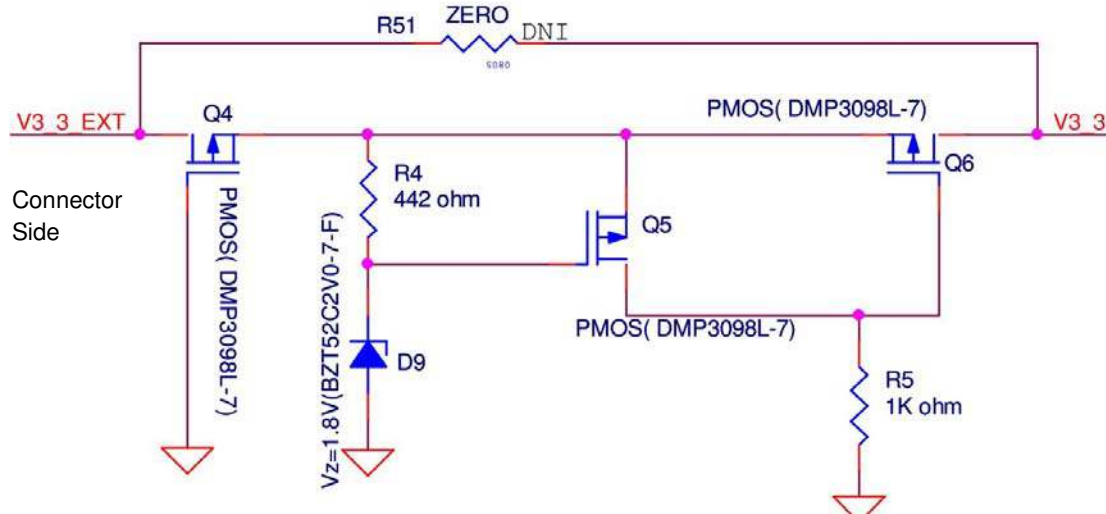 R51
ZERO
DNI
0805
V3_3_EXT
Q4
PMOS( DMP3098L-7)
V3_3
Q6
R4
442 ohm
Connector
Side
PMOS( DMP3098L-7)
Q5
PMOS( DMP3098L-7)
Vz=1.8V(BZT52C2V0-7-F)
D9
R5
1K ohm